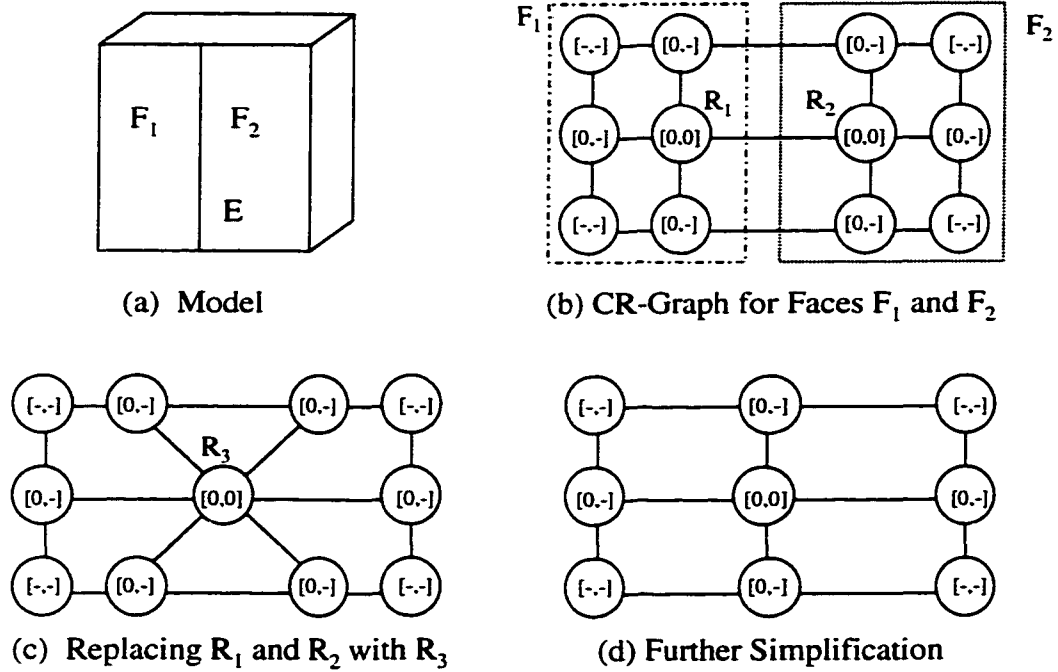 F₁ F₂
E
(a) Model
F₁ F₂
[-,-] [0,-] [0,-] [-,-]
R₁ R₂
[0,-] [0,0] [0,0] [0,-]
[-,-] [0,-] [0,-] [-,-]
(b) CR-Graph for Faces F₁ and F₂
[-,-] [0,-] [0,-] [-,-]
R₃
[0,-] [0,0] [0,-]
[-,-] [0,-] [0,-] [-,-]
(c) Replacing R₁ and R₂ with R₃
[-,-] [0,-] [-,-]
[0,-] [0,0] [0,-]
[-,-] [0,-] [-,-]
(d) Further Simplification